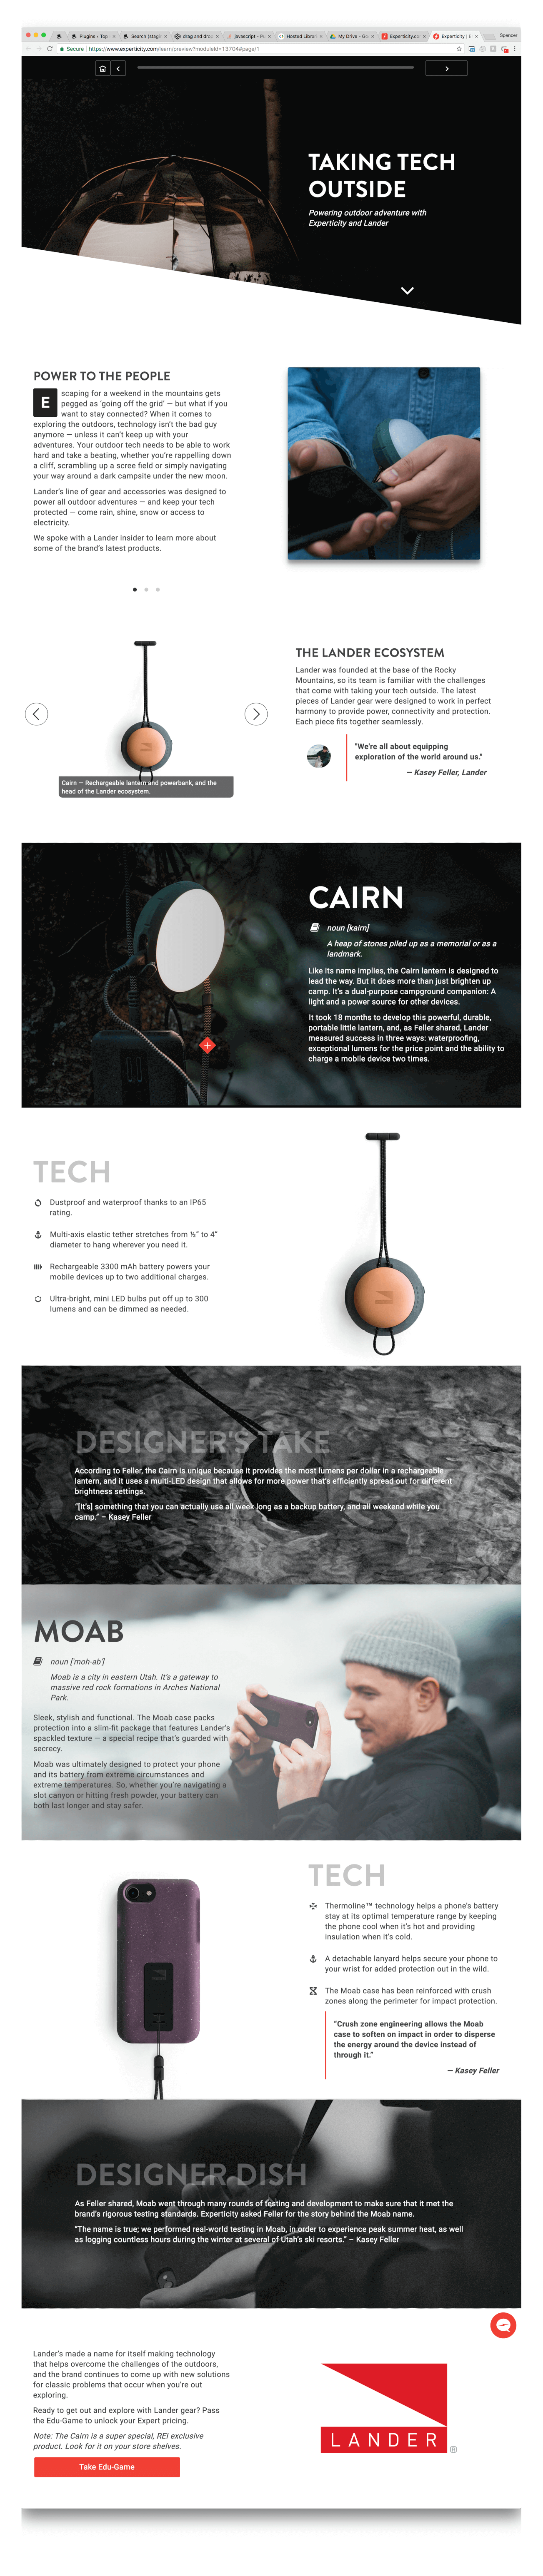 Plugins ‹ Top
Search (stagi
drag and drop
javascript - P
Hosted Librar
My Drive - G
Experticity.pxr
Experticity | E
Spencer
Secure | https://www.experticity.com/learn/preview?moduleId=13704#page/1
TAKING TECH
OUTSIDE
Powering outdoor adventure with
Experticity and Lander
POWER TO THE PEOPLE
Escaping for a weekend in the mountains gets
pegged as 'going off the grid' — but what if you
want to stay connected? When it comes to
exploring the outdoors, technology isn't the bad guy
anymore — unless it can't keep up with your
adventures. Your outdoor tech needs to be able to work
hard and take a beating, whether you're rappelling down
a cliff, scrambling up a scree field or simply navigating
your way around a dark campsite under the new moon.
Lander's line of gear and accessories was designed to
power all outdoor adventures — and keep your tech
protected — come rain, shine, snow or access to
electricity.
We spoke with a Lander insider to learn more about
some of the brand's latest products.
Cairn — Rechargeable lantern and powerbank, and the
head of the Lander ecosystem.
THE LANDER ECOSYSTEM
Lander was founded at the base of the Rocky
Mountains, so its team is familiar with the challenges
that come with taking your tech outside. The latest
pieces of Lander gear were designed to work in perfect
harmony to provide power, connectivity and protection.
Each piece fits together seamlessly.
"We're all about equipping
exploration of the world around us."
— Kasey Feller, Lander
CAIRN
noun [kairn]
A heap of stones piled up as a memorial or as a
landmark.
Like its name implies, the Cairn lantern is designed to
lead the way. But it does more than just brighten up
camp. It's a dual-purpose campground companion: A
light and a power source for other devices.
It took 18 months to develop this powerful, durable,
portable little lantern, and, as Feller shared, Lander
measured success in three ways: waterproofing,
exceptional lumens for the price point and the ability to
charge a mobile device two times.
TECH
Dustproof and waterproof thanks to an IP65
rating.
Multi-axis elastic tether stretches from ½" to 4"
diameter to hang wherever you need it.
Rechargeable 3300 mAh battery powers your
mobile devices up to two additional charges.
Ultra-bright, mini LED bulbs put off up to 300
lumens and can be dimmed as needed.
DESIGNER'S TAKE
According to Feller, the Cairn is unique because it provides the most lumens per dollar in a rechargeable
lantern, and it uses a multi-LED design that allows for more power that's efficiently spread out for different
brightness settings.
"[It's] something that you can actually use all week long as a backup battery, and all weekend while you
camp." – Kasey Feller
MOAB
noun ['moh-ab']
Moab is a city in eastern Utah. It's a gateway to
massive red rock formations in Arches National
Park.
Sleek, stylish and functional. The Moab case packs
protection into a slim-fit package that features Lander's
spackled texture — a special recipe that's guarded with
secrecy.
Moab was ultimately designed to protect your phone
and its battery from extreme circumstances and
extreme temperatures. So, whether you're navigating a
slot canyon or hitting fresh powder, your battery can
both last longer and stay safer.
TECH
Thermoline™ technology helps a phone's battery
stay at its optimal temperature range by keeping
the phone cool when it's hot and providing
insulation when it's cold.
A detachable lanyard helps secure your phone to
your wrist for added protection out in the wild.
The Moab case has been reinforced with crush
zones along the perimeter for impact protection.
"Crush zone engineering allows the Moab
case to soften on impact in order to disperse
the energy around the device instead of
through it."
— Kasey Feller
DESIGNER DISH
As Feller shared, Moab went through many rounds of testing and development to make sure that it met the
brand's rigorous testing standards. Experticity asked Feller for the story behind the Moab name.
"The name is true; we performed real-world testing in Moab, in order to experience peak summer heat, as well
as logging countless hours during the winter at several of Utah's ski resorts." – Kasey Feller
Lander's made a name for itself making technology
that helps overcome the challenges of the outdoors,
and the brand continues to come up with new solutions
for classic problems that occur when you're out
exploring.
Ready to get out and explore with Lander gear? Pass
the Edu-Game to unlock your Expert pricing.
Note: The Cairn is a super special, REI exclusive
product. Look for it on your store shelves.
Take Edu-Game
LANDER